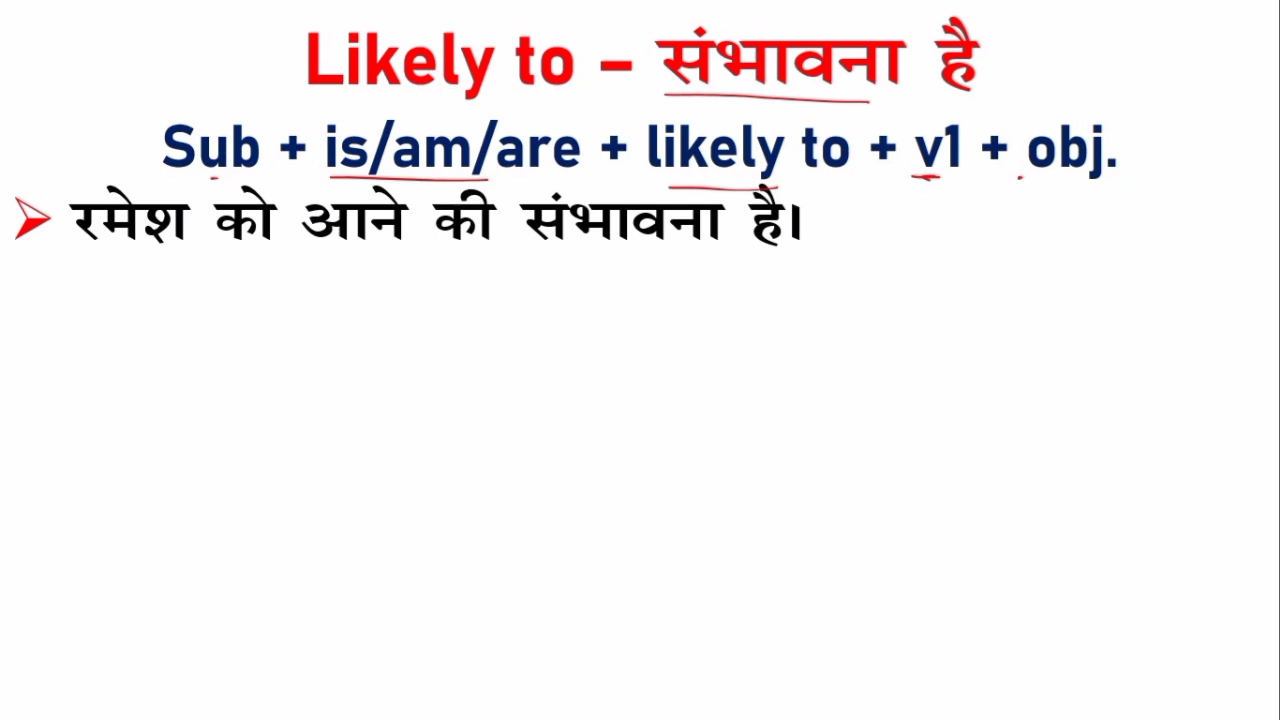 Likely to – संभावना है
Sub + is/am/are + likely to + v1 + obj.
रमेश को आने की संभावना है।